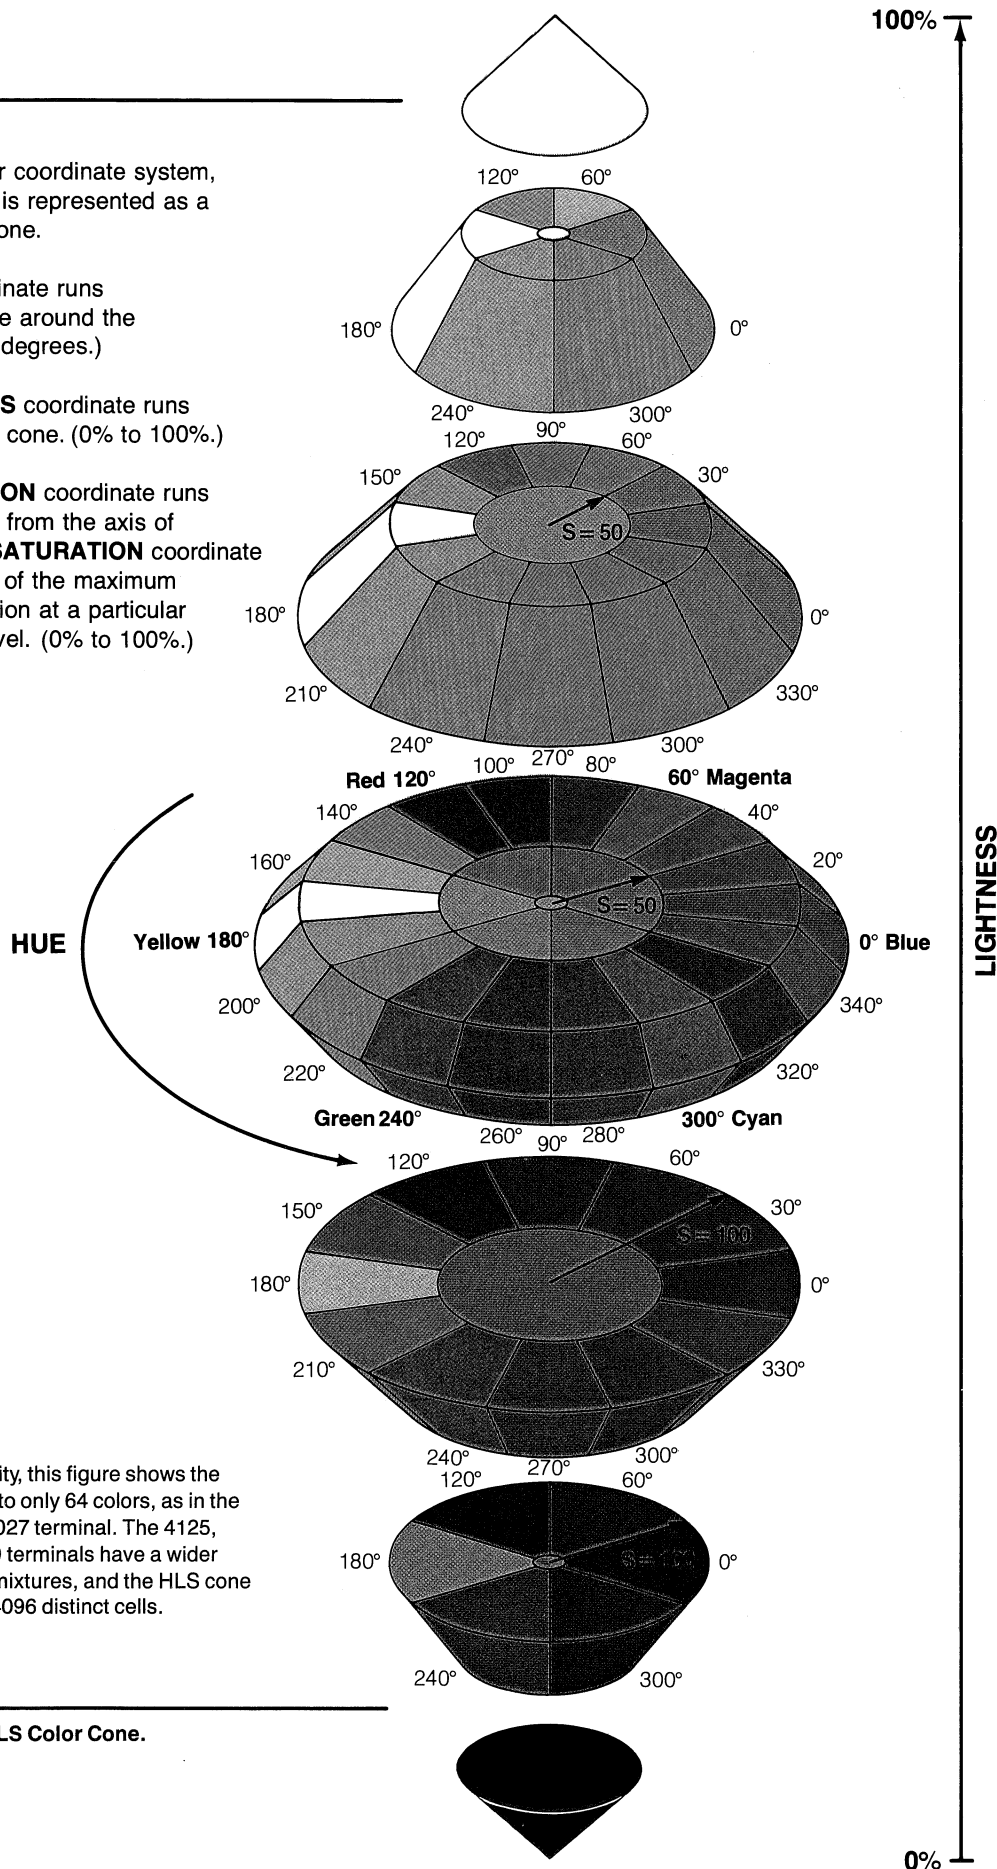 100%
r coordinate system,
is represented as a
one.
inate runs
e around the
degrees.)
S coordinate runs
cone. (0% to 100%.)
ON coordinate runs
from the axis of
SATURATION coordinate
of the maximum
ion at a particular
vel. (0% to 100%.)
120° 60°
180° 0°
240° 300°
120° 90° 60°
150° 30°
S=50
180° 0°
210° 330°
240° 270° 300°
Red 120° 100° 80° 60° Magenta
140° 40°
160° 20°
S=50
HUE Yellow 180° 0° Blue
LIGHTNESS
200° 340°
220° 320°
Green 240° 300° Cyan
260° 280°
120° 90° 60°
150° 30°
S=100
180° 0°
210° 330°
240° 270° 300°
120° 60°
S=100
180° 0°
240° 300°
ity, this figure shows the
to only 64 colors, as in the
027 terminal. The 4125,
terminals have a wider
mixtures, and the HLS cone
4096 distinct cells.
LS Color Cone.
0%